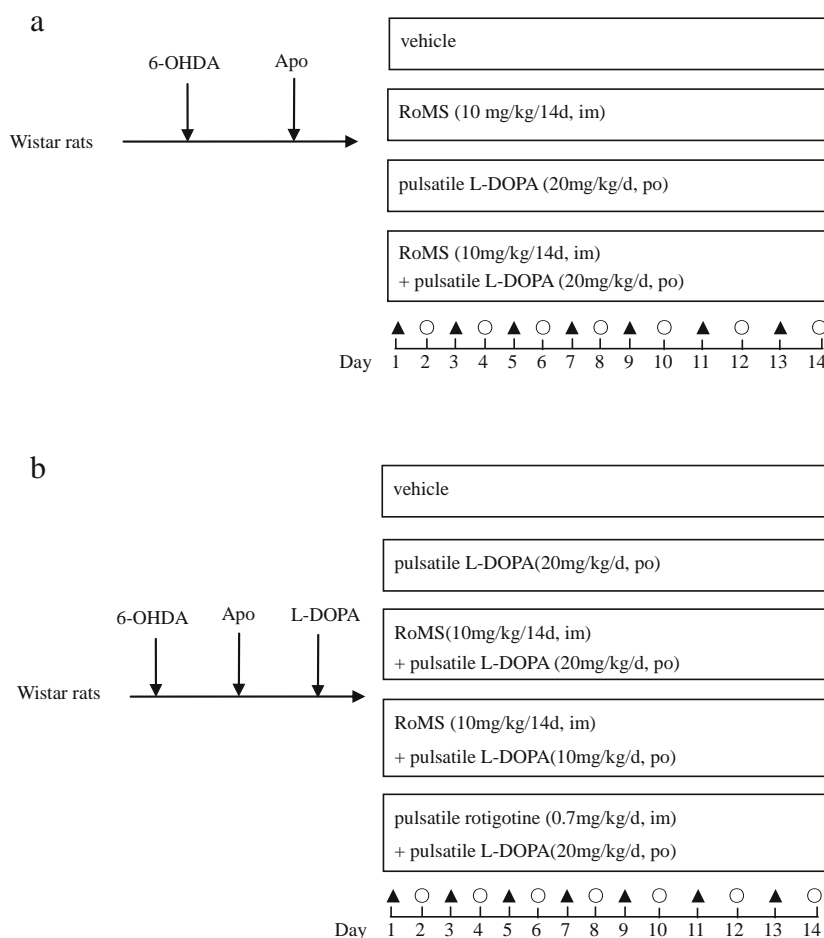 a
6-OHDA Apo
Wistar rats
vehicle
RoMS (10 mg/kg/14d, im)
pulsatile L-DOPA (20mg/kg/d, po)
RoMS (10mg/kg/14d, im)
+ pulsatile L-DOPA (20mg/kg/d, po)
Day 1 2 3 4 5 6 7 8 9 10 11 12 13 14
b
6-OHDA Apo L-DOPA
Wistar rats
vehicle
pulsatile L-DOPA(20mg/kg/d, po)
RoMS(10mg/kg/14d, im)
+ pulsatile L-DOPA (20mg/kg/d, po)
RoMS (10mg/kg/14d, im)
+ pulsatile L-DOPA(10mg/kg/d, po)
pulsatile rotigotine (0.7mg/kg/d, im)
+ pulsatile L-DOPA(20mg/kg/d, po)
Day 1 2 3 4 5 6 7 8 9 10 11 12 13 14